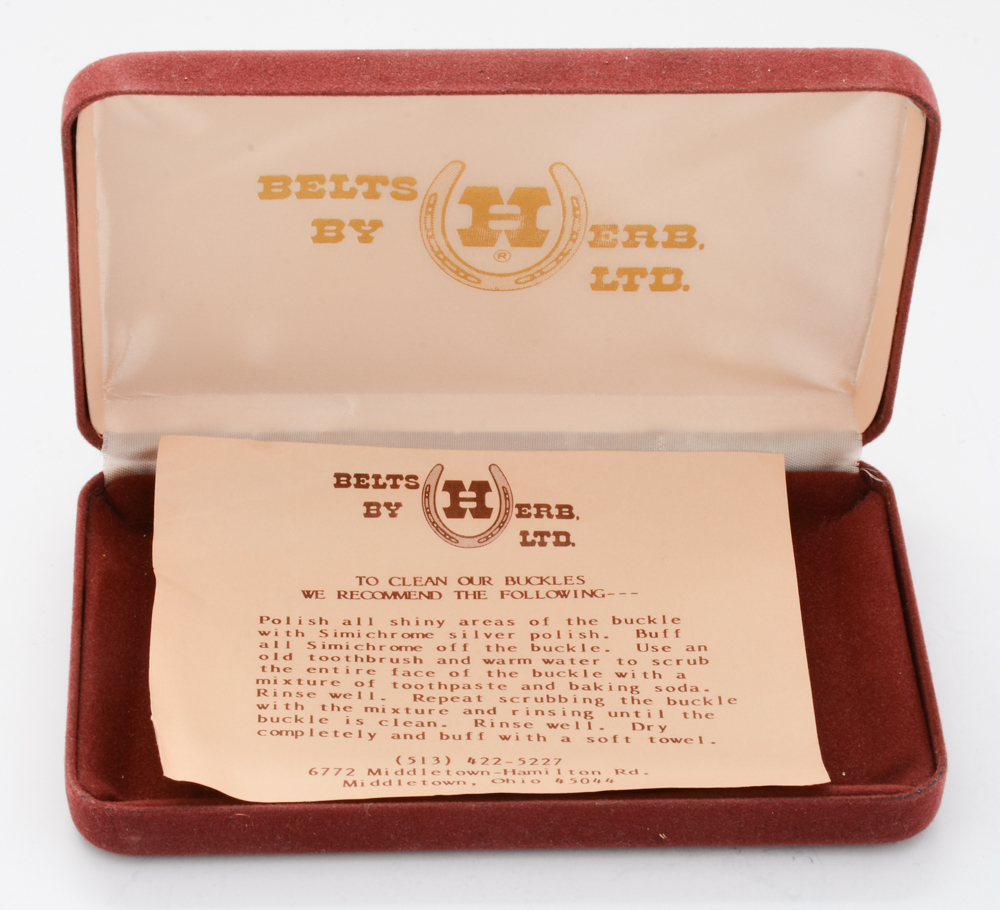 BELTS
BY HERB,
LTD.
®
BELTS
BY HERB,
LTD.
TO CLEAN OUR BUCKLES
WE RECOMMEND THE FOLLOWING---
Polish all shiny areas of the buckle
with Simichrome silver polish. Buff
all Simichrome off the buckle. Use an
old toothbrush and warm water to scrub
the entire face of the buckle with a
mixture of toothpaste and baking soda.
Rinse well. Repeat scrubbing the buckle
with the mixture and rinsing until the
buckle is clean. Rinse well. Dry
completely and buff with a soft towel.
(513) 422-5227
6772 Middletown-Hamilton Rd.
Middletown, Ohio 45044